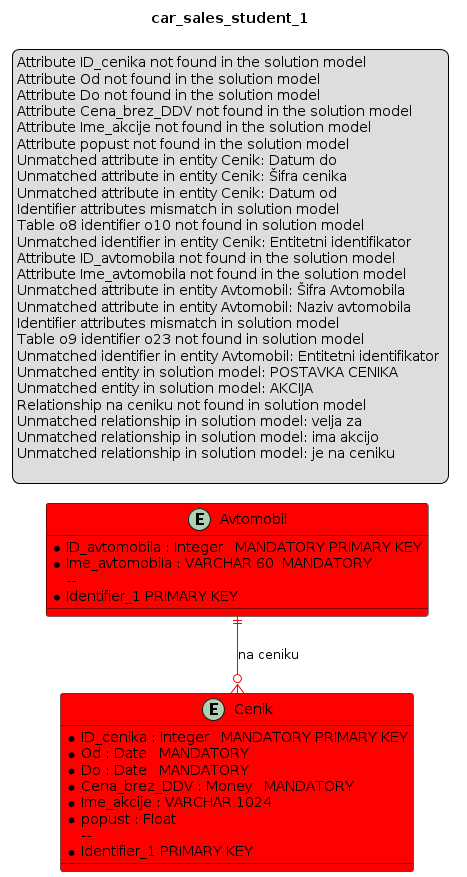 car_sales_student_1
Attribute ID_cenika not found in the solution model
Attribute Od not found in the solution model
Attribute Do not found in the solution model
Attribute Cena_brez_DDV not found in the solution model
Attribute Ime_akcije not found in the solution model
Attribute popust not found in the solution model
Unmatched attribute in entity Cenik: Datum do
Unmatched attribute in entity Cenik: Šifra cenika
Unmatched attribute in entity Cenik: Datum od
Identifier attributes mismatch in solution model
Table o8 identifier o10 not found in solution model
Unmatched identifier in entity Cenik: Entitetni identifikator
Attribute ID_avtomobila not found in the solution model
Attribute Ime_avtomobila not found in the solution model
Unmatched attribute in entity Avtomobil: Šifra Avtomobila
Unmatched attribute in entity Avtomobil: Naziv avtomobila
Identifier attributes mismatch in solution model
Table o9 identifier o23 not found in solution model
Unmatched identifier in entity Avtomobil: Entitetni identifikator
Unmatched entity in solution model: POSTAVKA CENIKA
Unmatched entity in solution model: AKCIJA
Relationship na ceniku not found in solution model
Unmatched relationship in solution model: velja za
Unmatched relationship in solution model: ima akcijo
Unmatched relationship in solution model: je na ceniku
E Avtomobil
ID_avtomobila : Integer MANDATORY PRIMARY KEY
Ime_avtomobila : VARCHAR 60 MANDATORY
--
Identifier_1 PRIMARY KEY
na ceniku
E Cenik
ID_cenika : Integer MANDATORY PRIMARY KEY
Od : Date MANDATORY
Do : Date MANDATORY
Cena_brez_DDV : Money MANDATORY
Ime_akcije : VARCHAR 1024
popust : Float
--
Identifier_1 PRIMARY KEY